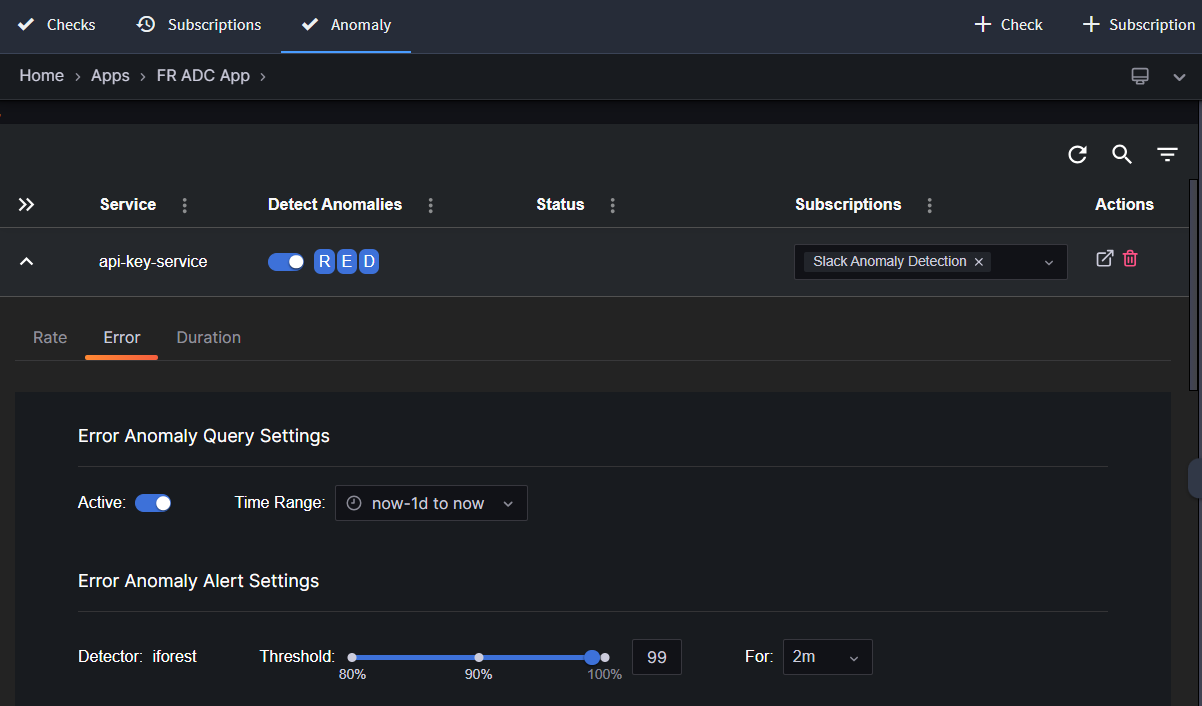 Checks Subscriptions Anomaly + Check + Subscription
Home > Apps > FR ADC App >
Service Detect Anomalies Status Subscriptions Actions
api-key-service R E D Slack Anomaly Detection ×
Rate Error Duration
Error Anomaly Query Settings
Active: Time Range: now-1d to now
Error Anomaly Alert Settings
Detector: iforest Threshold: 99 For: 2m
80% 90% 100%